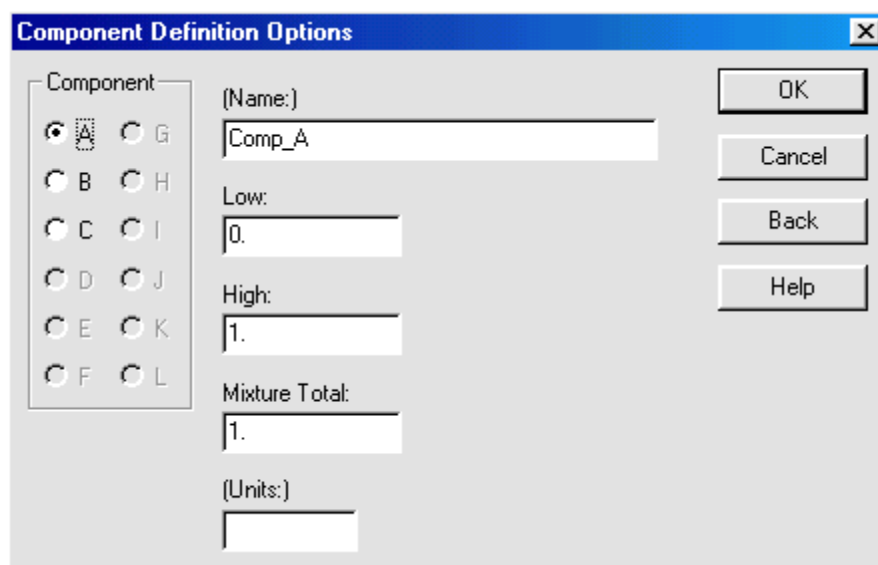 Component Definition Options
Component
A G
B H
C I
D J
E K
F L
(Name:)
Comp_A
Low:
0.
High:
1.
Mixture Total:
1.
(Units:)
OK
Cancel
Back
Help